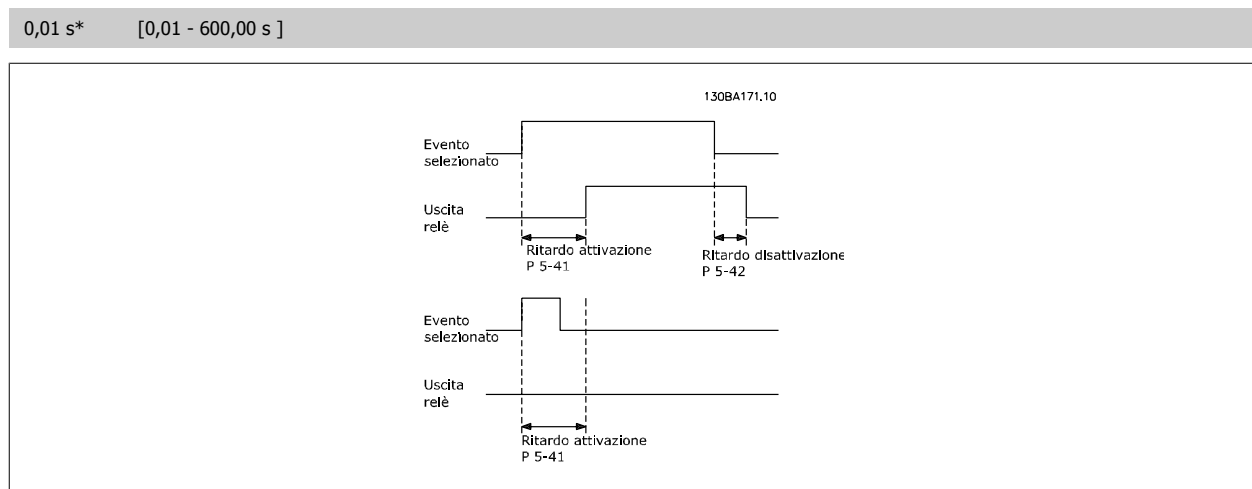 0,01 s* [0,01 - 600,00 s ]
130BA171.10
Evento
selezionato
Uscita
relè
Ritardo attivazione
P 5-41
Ritardo disattivazione
P 5-42
Evento
selezionato
Uscita
relè
Ritardo attivazione
P 5-41